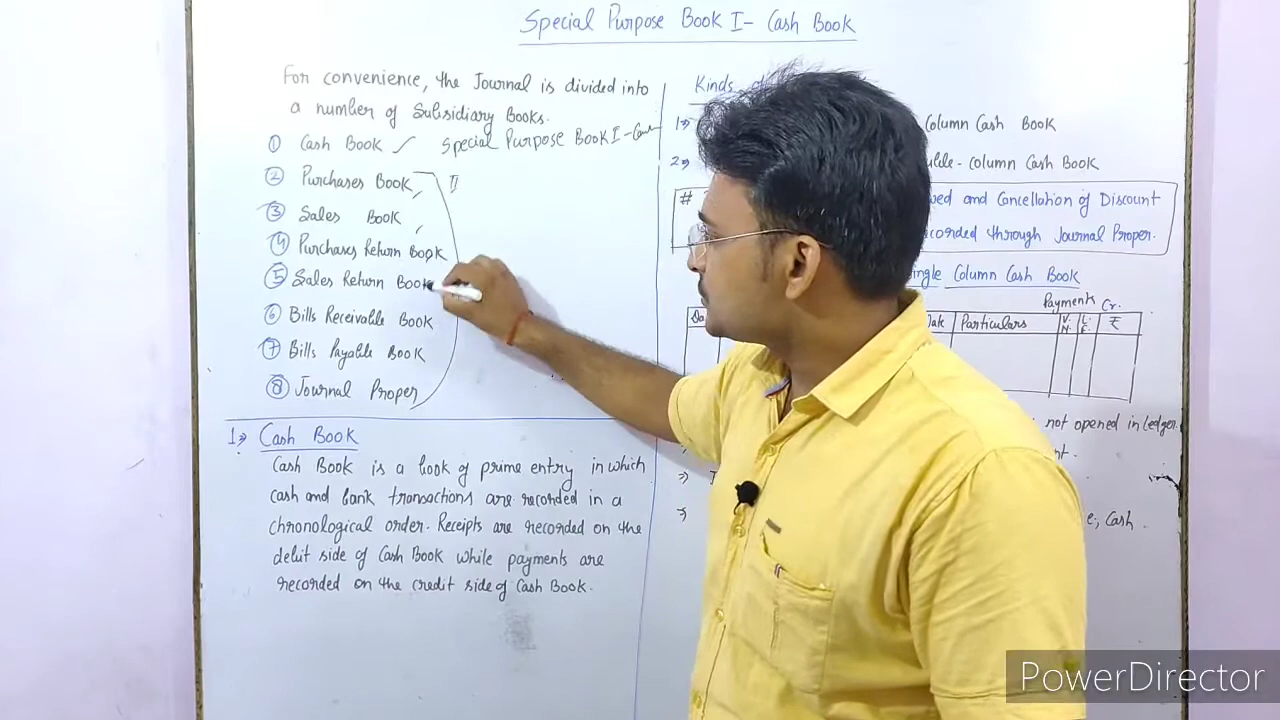 Special Purpose Book I - Cash Book
For convenience, the Journal is divided into
a number of Subsidiary Books.
① Cash Book ✓ Special Purpose Book I - Cash
② Purchases Book II
③ Sales Book
④ Purchases Return Book
⑤ Sales Return Book
⑥ Bills Receivable Book
⑦ Bills Payable Book
⑧ Journal Proper
1⇒ Cash Book
Cash Book is a book of prime entry in which
cash and bank transactions are recorded in a
chronological order. Receipts are recorded on the
debit side of Cash Book while payments are
recorded on the credit side of Cash Book.
Kinds
1⇒ Column Cash Book
2⇒ - Column Cash Book
# and Cancellation of Discount
through Journal Proper.
Single Column Cash Book
Payments Cr.
Particulars V.N. L.F. ₹
not opened in Ledger.
Cash.
PowerDirector